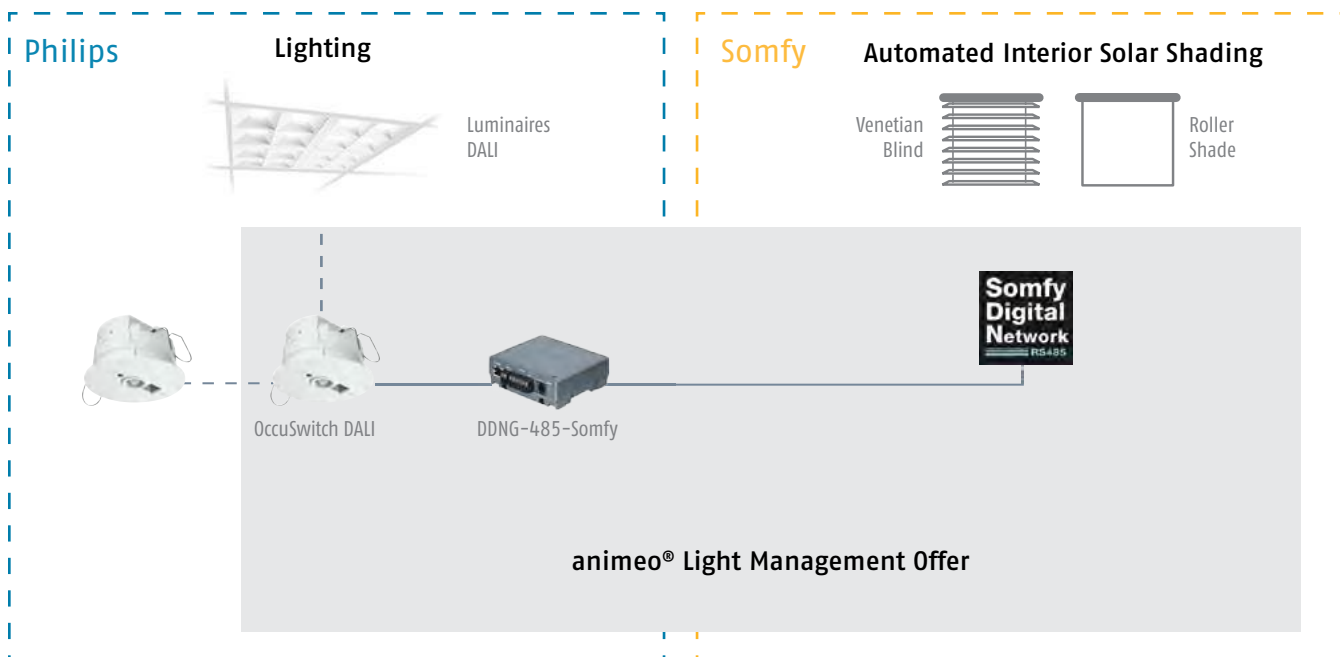 Philips
Lighting
Luminaires
DALI
Somfy
Automated Interior Solar Shading
Venetian
Blind
Roller
Shade
Somfy
Digital
Network
RS485
OccuSwitch DALI
DDNG-485-Somfy
animeo® Light Management Offer